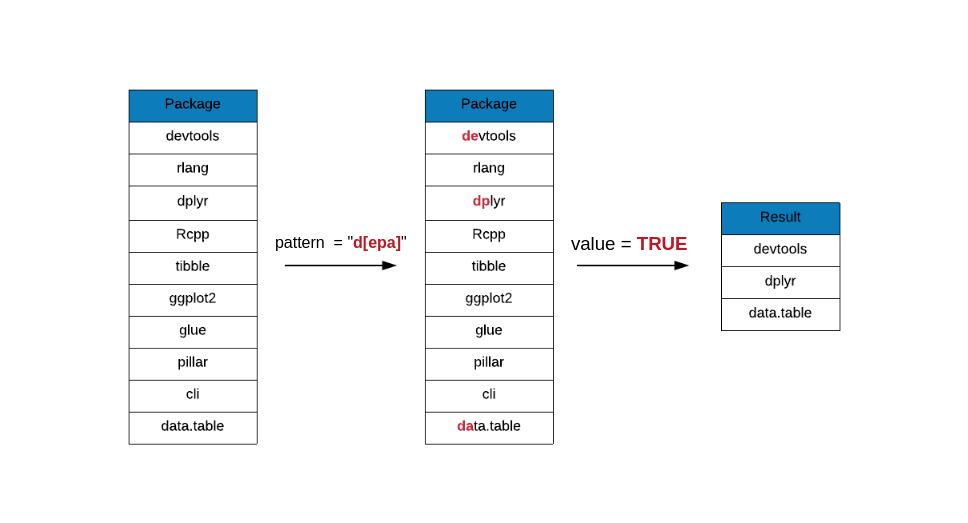 Package
devtools
rlang
dplyr
Rcpp
tibble
ggplot2
glue
pillar
cli
data.table
pattern = "d[epa]"
Package
devtools
rlang
dplyr
Rcpp
tibble
ggplot2
glue
pillar
cli
data.table
value = TRUE
Result
devtools
dplyr
data.table